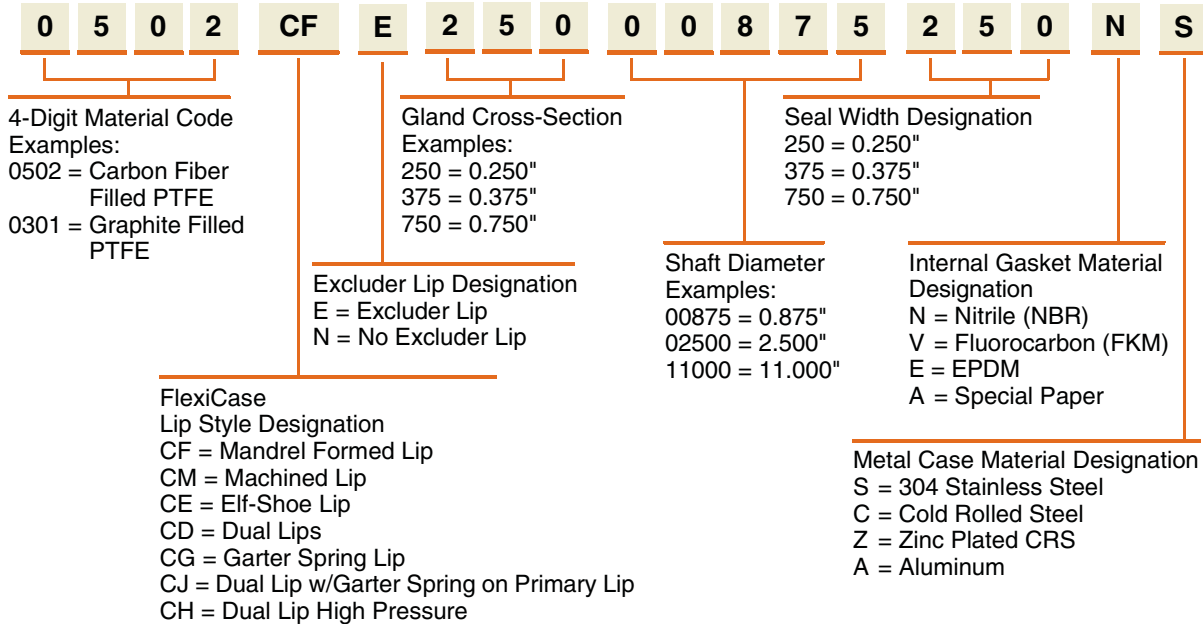 0 5 0 2 CF E 2 5 0 0 0 8 7 5 2 5 0 N S
4-Digit Material Code
Examples:
0502 = Carbon Fiber
Filled PTFE
0301 = Graphite Filled
PTFE
Gland Cross-Section
Examples:
250 = 0.250"
375 = 0.375"
750 = 0.750"
Seal Width Designation
250 = 0.250"
375 = 0.375"
750 = 0.750"
Excluder Lip Designation
E = Excluder Lip
N = No Excluder Lip
Shaft Diameter
Examples:
00875 = 0.875"
02500 = 2.500"
11000 = 11.000"
Internal Gasket Material
Designation
N = Nitrile (NBR)
V = Fluorocarbon (FKM)
E = EPDM
A = Special Paper
FlexiCase
Lip Style Designation
CF = Mandrel Formed Lip
CM = Machined Lip
CE = Elf-Shoe Lip
CD = Dual Lips
CG = Garter Spring Lip
CJ = Dual Lip w/Garter Spring on Primary Lip
CH = Dual Lip High Pressure
Metal Case Material Designation
S = 304 Stainless Steel
C = Cold Rolled Steel
Z = Zinc Plated CRS
A = Aluminum